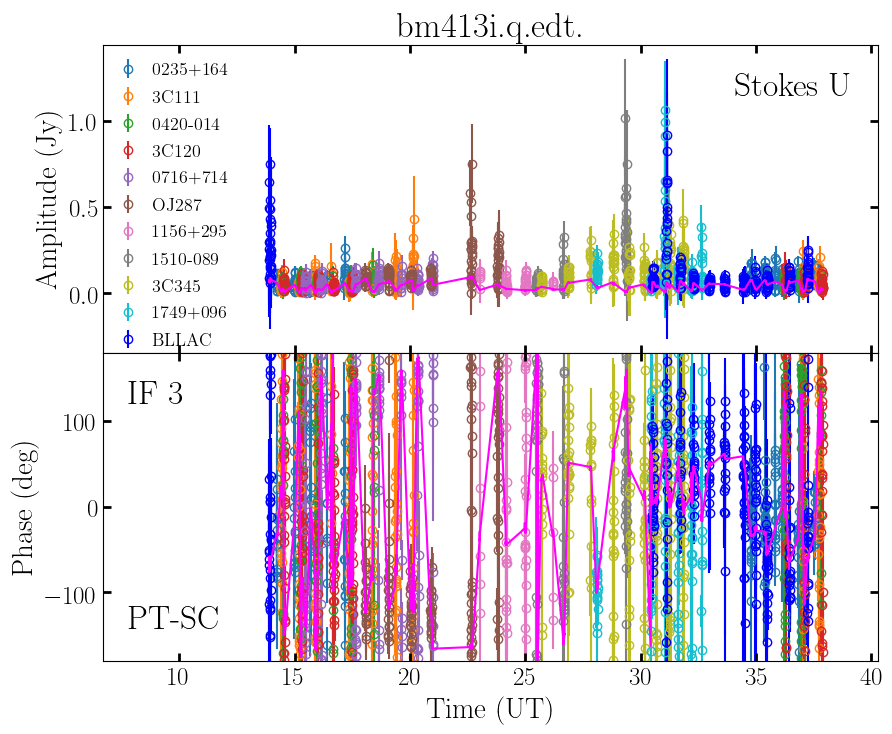 bm413i.q.edt.
Stokes U
0235+164
3C111
0420-014
3C120
0716+714
OJ287
1156+295
1510-089
3C345
1749+096
BLLAC
Amplitude (Jy)
1.0
0.5
0.0
IF 3
PT-SC
Phase (deg)
100
0
−100
10 15 20 25 30 35 40
Time (UT)